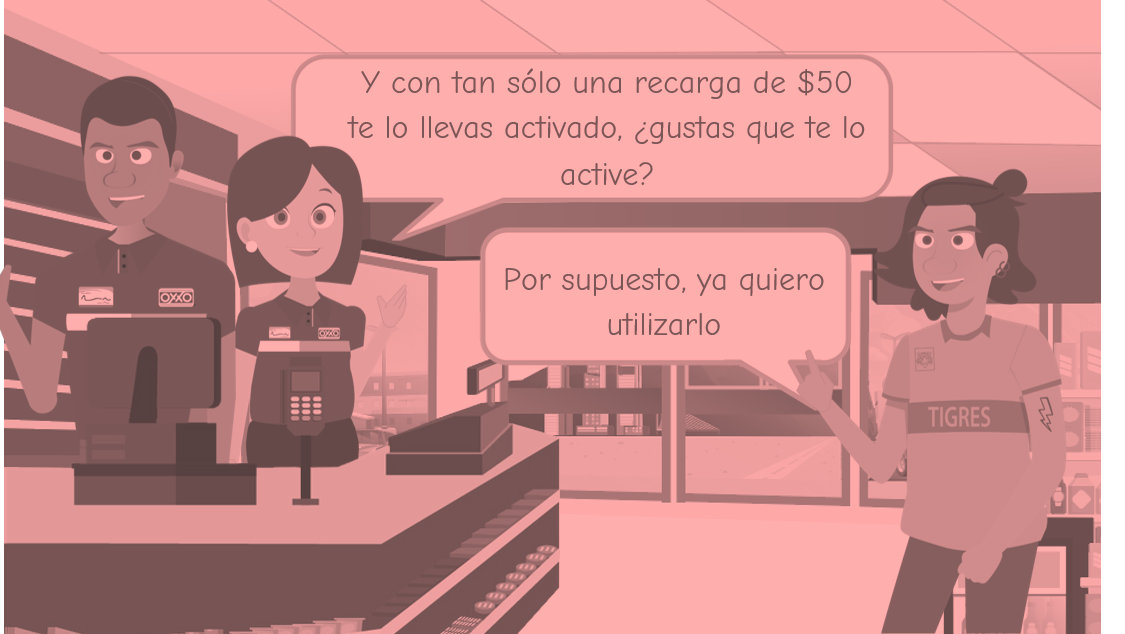 Y con tan sólo una recarga de $50
te lo llevas activado, ¿gustas que te lo
active?
Por supuesto, ya quiero
utilizarlo
OXXO
OXXO
TIGRES